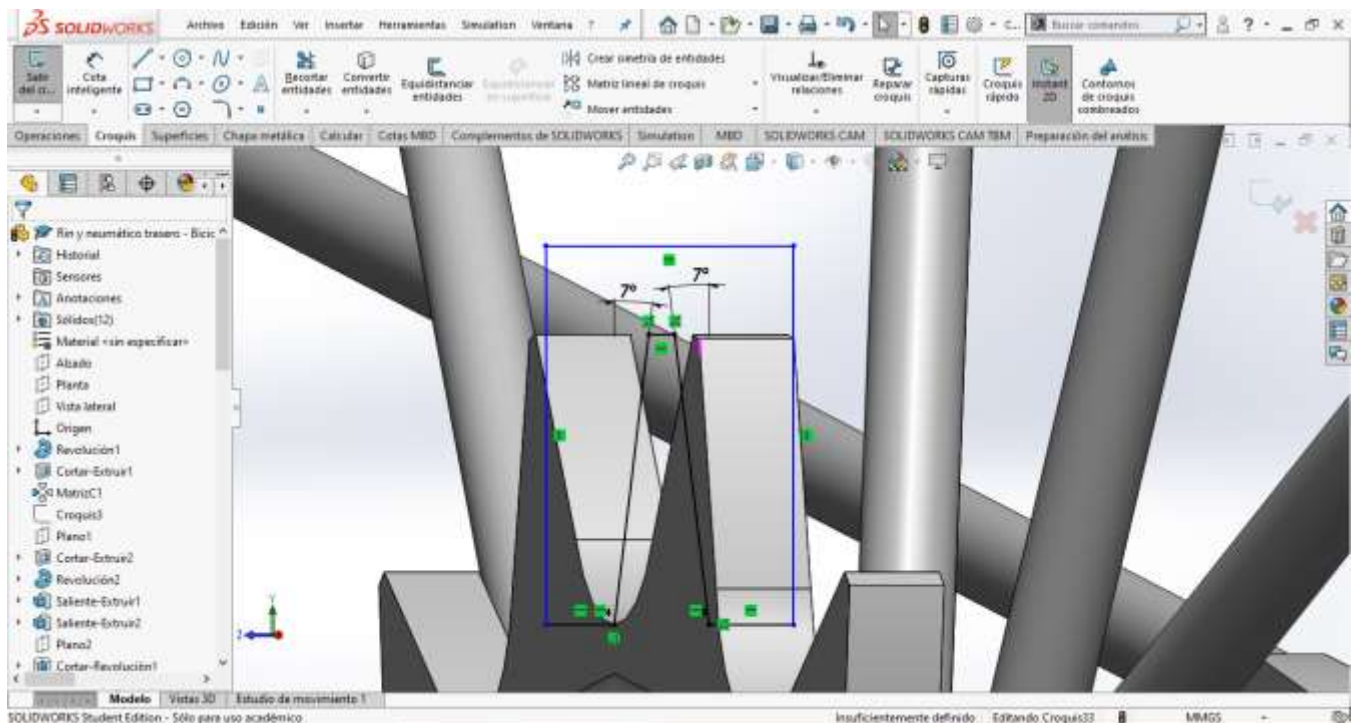 SOLIDWORKS Archivo Edición Ver Insertar Herramientas Simulation Ventana ?
C... Buscar comandos ?
Cota inteligente
Recortar entidades
Convertir entidades
Equidistanciar entidades
Crear simetría de entidades
Matriz lineal de croquis
Mover entidades
Visualizar/Eliminar relaciones
Reparar croquis
Capturas rápidas
Croquis rápido
Instant 2D
Contornos de croquis sombreados
Operaciones Croquis Superficies Chapa metálica Calcular Cotas MBD Complementos de SOLIDWORKS Simulation MBD SOLIDWORKS CAM SOLIDWORKS CAM TBM Preparación del análisis
Rin y neumático trasero - Bicic
Historial
Sensores
Anotaciones
Sólidos(12)
Material <sin especificar>
Alzado
Planta
Vista lateral
Origen
Revolución1
Cortar-Extruir1
MatrizC1
Croquis3
Plano1
Cortar-Extruir2
Revolución2
Saliente-Extruir1
Saliente-Extruir2
Plano2
Cortar-Revolución1
7°
7°
Y
Z
Modelo Vistas 3D Estudio de movimiento 1
SOLIDWORKS Student Edition - Sólo para uso académico
Insuficientemente definido Editando Croquis33 MMGS